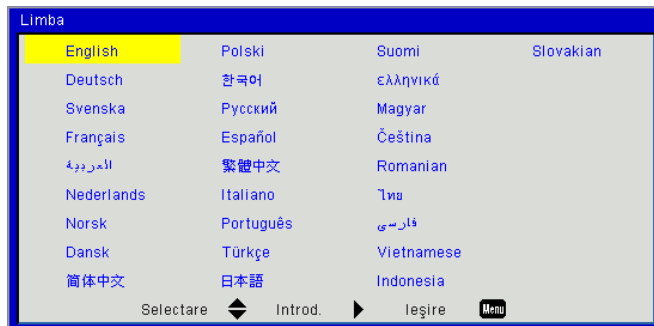 Limba
English Polski Suomi Slovakian
Deutsch 한국어 ελληνικά
Svenska Русский Magyar
Français Español Čeština
العربية 繁體中文 Romanian
Nederlands Italiano ไทย
Norsk Português فارسی
Dansk Türkçe Vietnamese
简体中文 日本語 Indonesia
Selectare Introd. Ieşire Menu